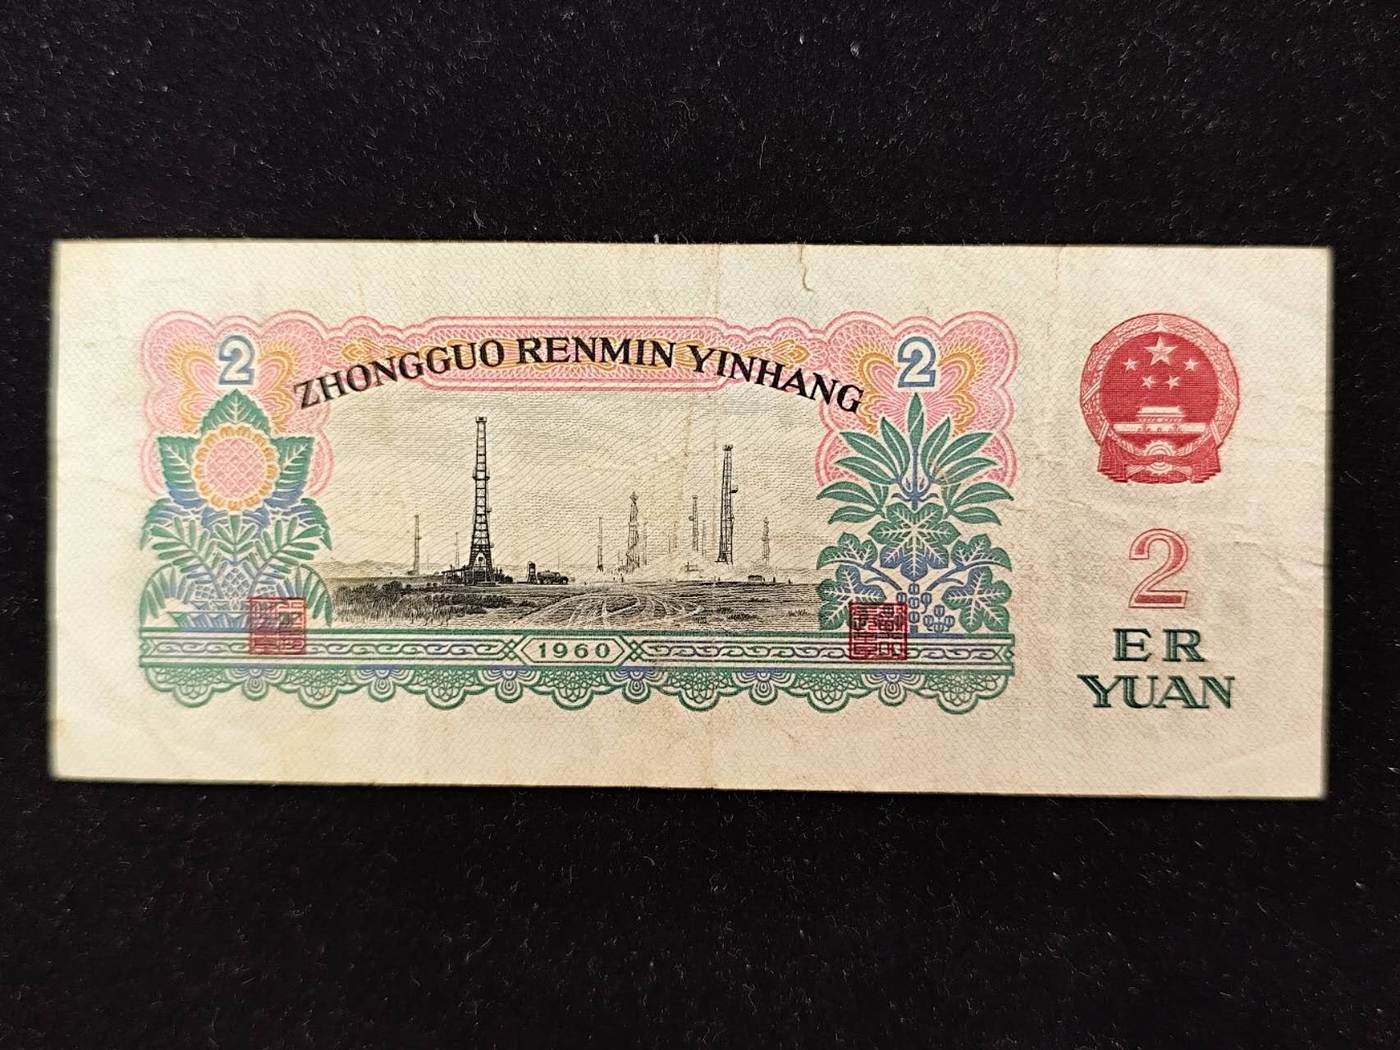 2
2
ZHONGGUO RENMIN YINHANG
1960
2
ER
YUAN